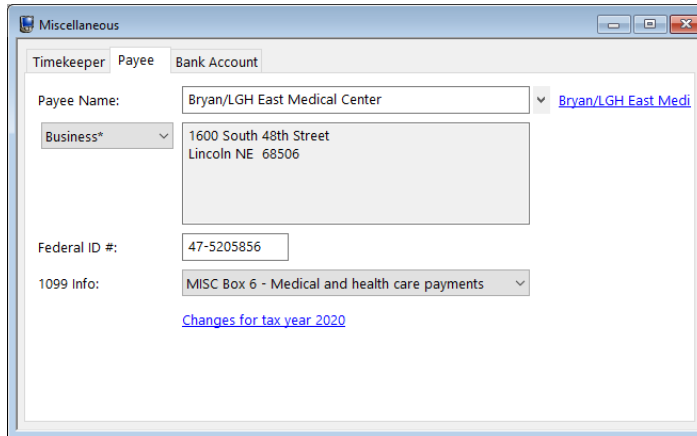 Miscellaneous
Timekeeper Payee Bank Account
Payee Name: Bryan/LGH East Medical Center Bryan/LGH East Medi
Business* 1600 South 48th Street
Lincoln NE 68506
Federal ID #: 47-5205856
1099 Info: MISC Box 6 - Medical and health care payments
Changes for tax year 2020